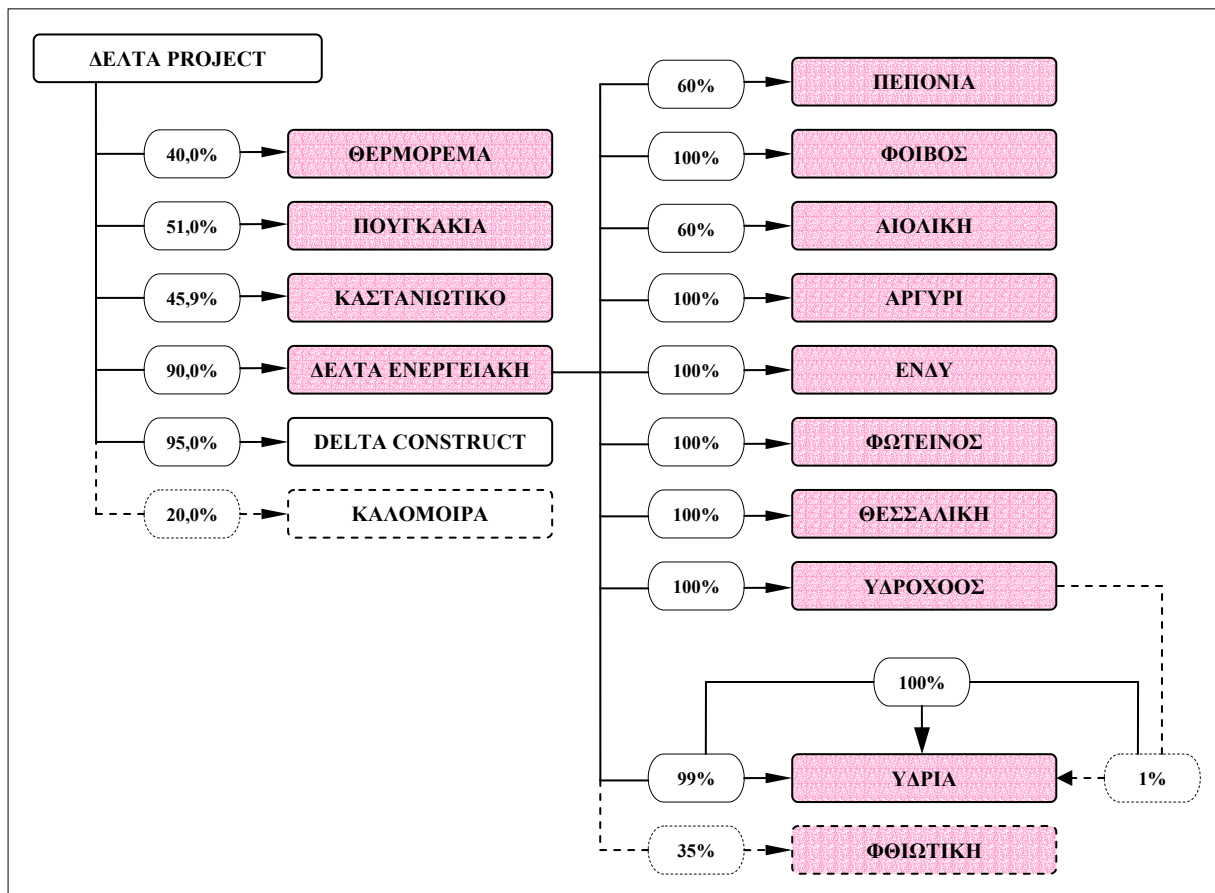 ΔΕΛΤΑ PROJECT
40,0%
ΘΕΡΜΟΡΕΜΑ
51,0%
ΠΟΥΓΚΑΚΙΑ
45,9%
ΚΑΣΤΑΝΙΩΤΙΚΟ
90,0%
ΔΕΛΤΑ ΕΝΕΡΓΕΙΑΚΗ
95,0%
DELTA CONSTRUCT
20,0%
ΚΑΛΟΜΟΙΡΑ
60%
ΠΕΠΟΝΙΑ
100%
ΦΟΙΒΟΣ
60%
ΑΙΟΛΙΚΗ
100%
ΑΡΓΥΡΙ
100%
ΕΝΔΥ
100%
ΦΩΤΕΙΝΟΣ
100%
ΘΕΣΣΑΛΙΚΗ
100%
ΥΔΡΟΧΟΟΣ
100%
99%
ΥΔΡΙΑ
1%
35%
ΦΘΙΩΤΙΚΗ